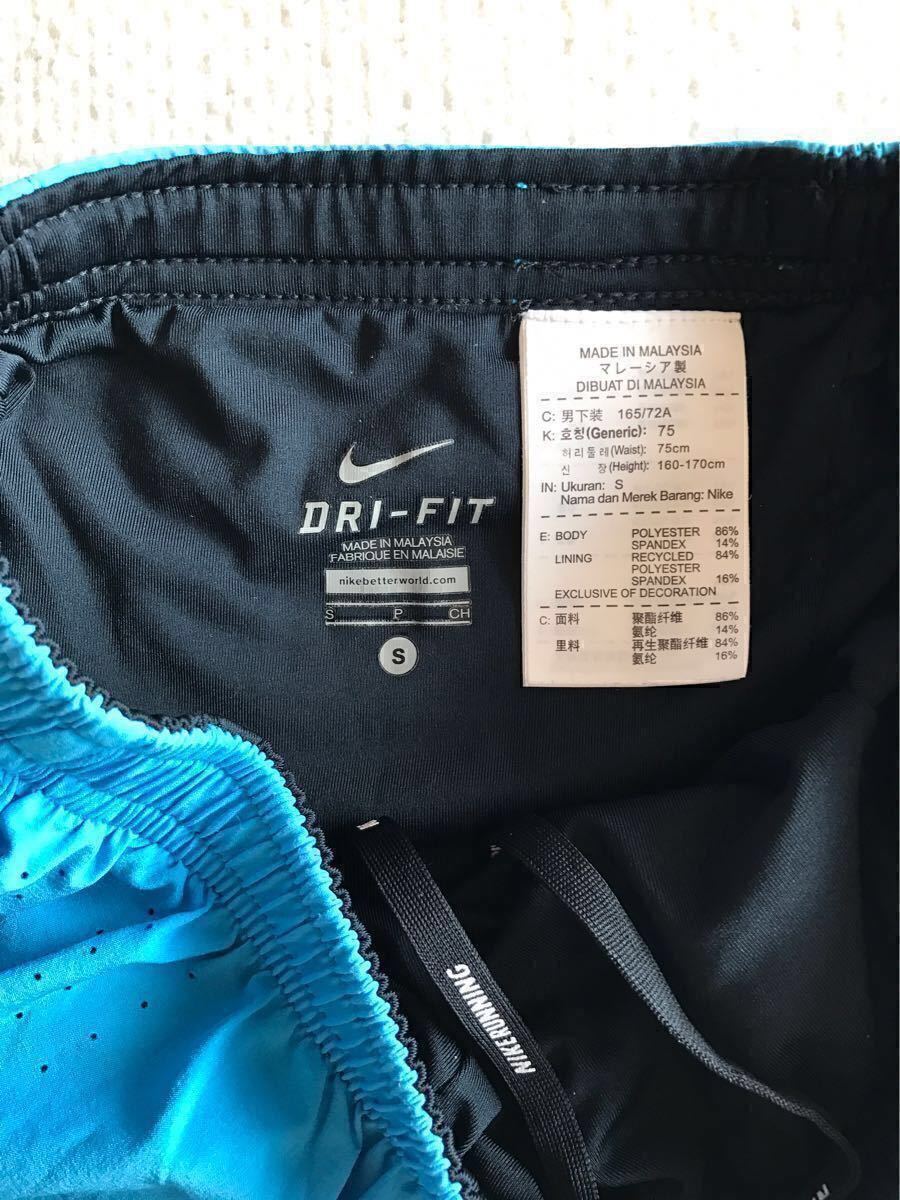 MADE IN MALAYSIA
マレーシア製
DIBUAT DI MALAYSIA
C: 男下装 165/72A
K: 호칭(Generic): 75
허리둘레(Waist): 75cm
신 장(Height): 160-170cm
IN: Ukuran: S
Nama dan Merek Barang: Nike
E: BODY POLYESTER 86%
SPANDEX 14%
LINING RECYCLED 84%
POLYESTER
SPANDEX 16%
EXCLUSIVE OF DECORATION
C: 面料 聚酯纤维 86%
氨纶 14%
里料 再生聚酯纤维 84%
氨纶 16%
DRI-FIT
MADE IN MALAYSIA
FABRIQUE EN MALAISIE
nikebetterworld.com
S P CH
S
NIKERUNNING